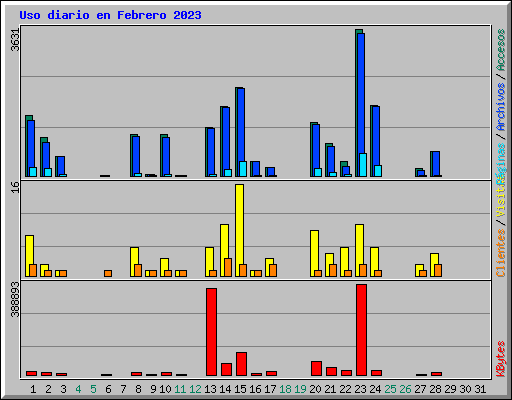 Uso diario en Febrero 2023
3631
16
388893
Accesos / Archivos / Páginas / Visitas / Clientes
KBytes
1 2 3 4 5 6 7 8 9 10 11 12 13 14 15 16 17 18 19 20 21 22 23 24 25 26 27 28 29 30 31